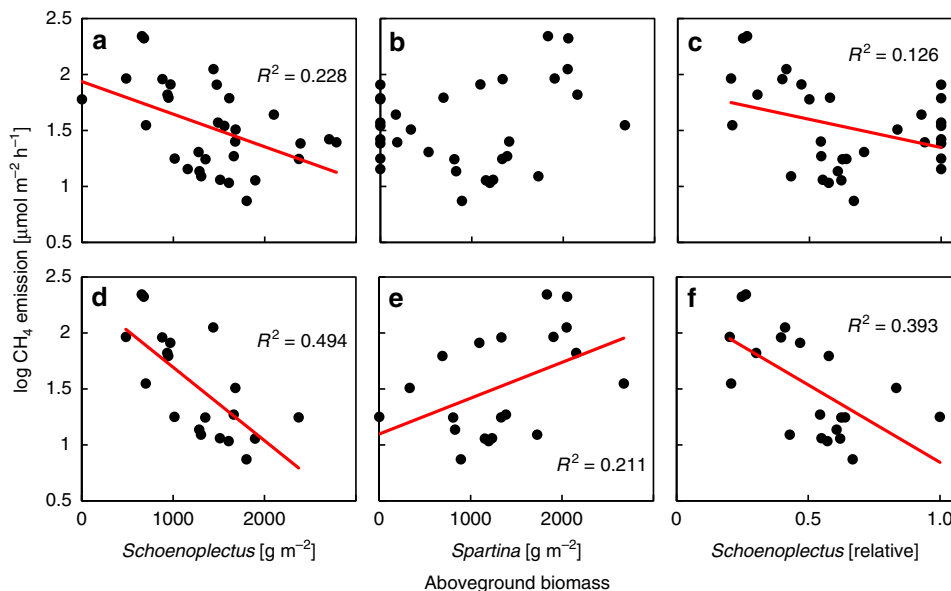 log CH₄ emission [µmol m⁻² h⁻¹]
2.5
2
1.5
1
0.5
a
R² = 0.228
b
c
R² = 0.126
2.5
2
1.5
1
0.5
d
R² = 0.494
e
R² = 0.211
f
R² = 0.393
0 1000 2000
0 1000 2000
0 0.5 1.0
Schoenoplectus [g m⁻²]
Spartina [g m⁻²]
Schoenoplectus [relative]
Aboveground biomass